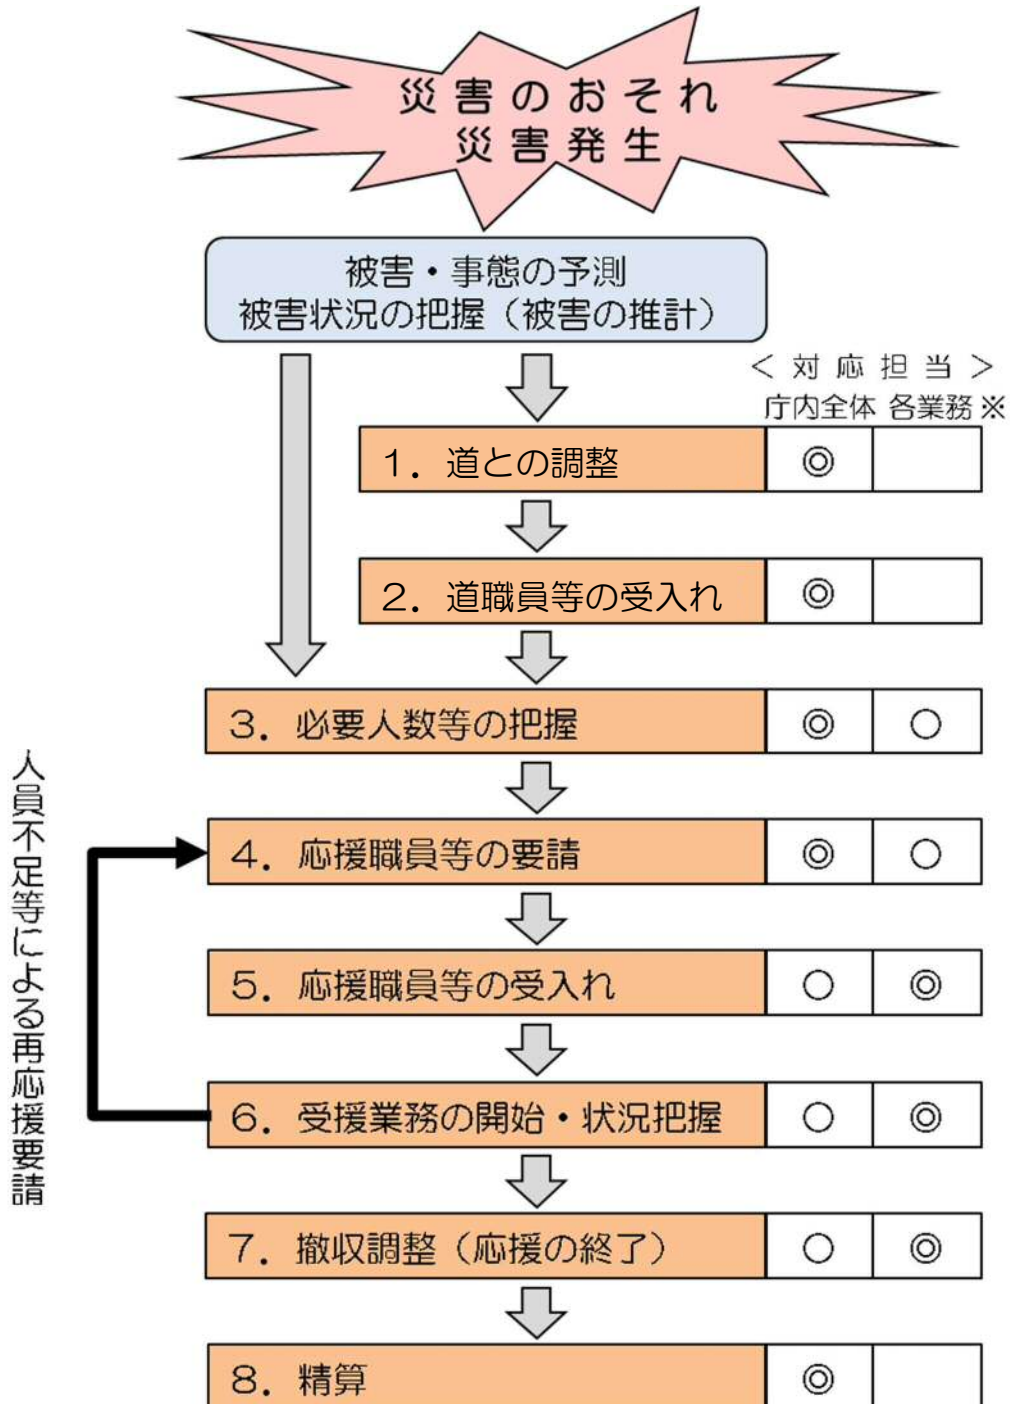 災害のおそれ
災害発生
被害・事態の予測
被害状況の把握（被害の推計）
＜対応担当＞
庁内全体 各業務※
１．道との調整 ◎
２．道職員等の受入れ ◎
３．必要人数等の把握 ◎ ○
４．応援職員等の要請 ◎ ○
５．応援職員等の受入れ ○ ◎
６．受援業務の開始・状況把握 ○ ◎
７．撤収調整（応援の終了） ○ ◎
８．精算 ◎
人員不足等による再応援要請